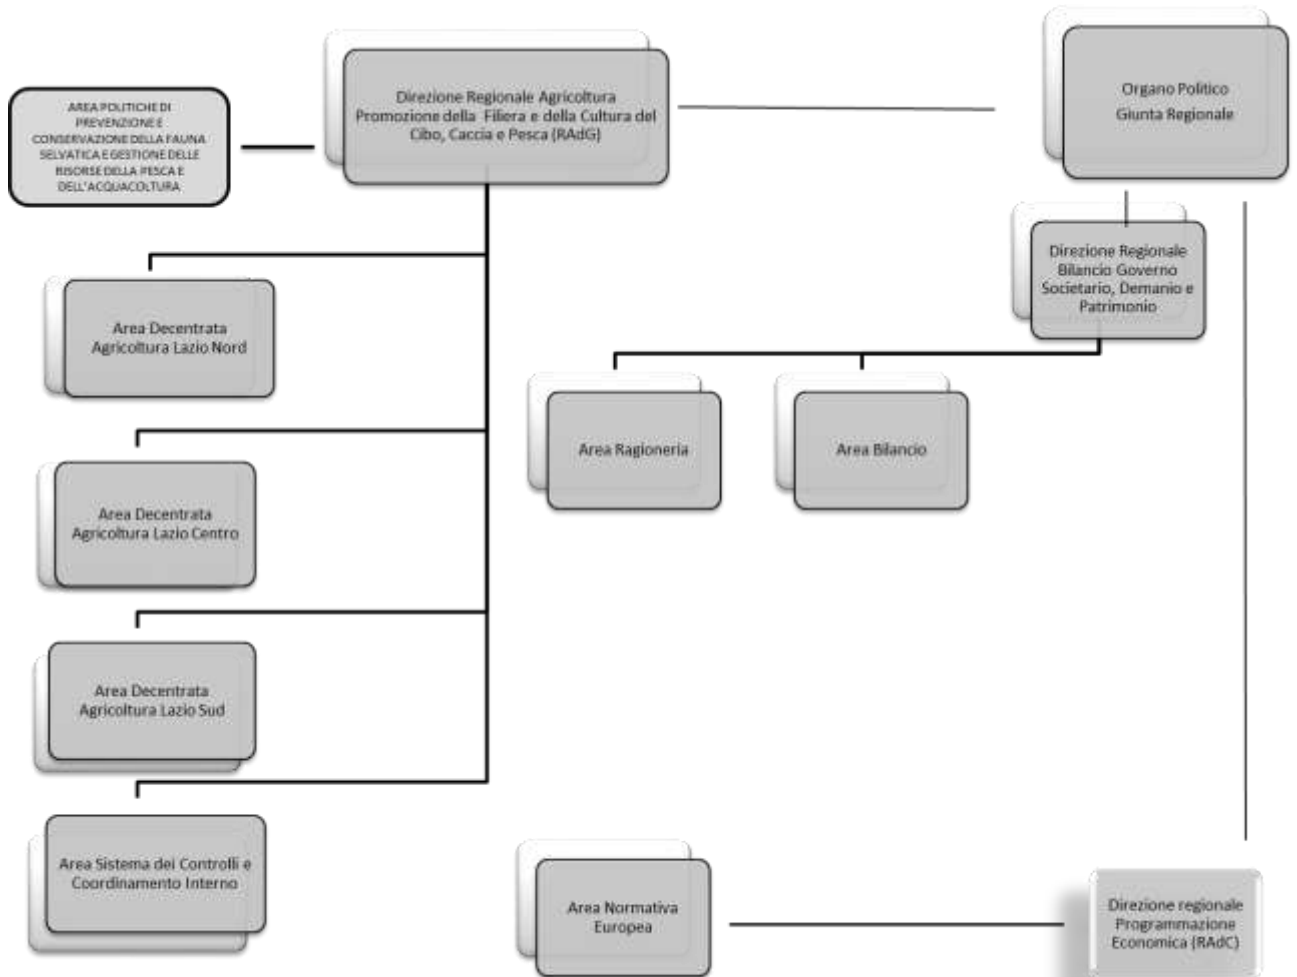 Direzione Regionale Agricoltura
Promozione della Filiera e della Cultura del
Cibo, Caccia e Pesca (RAdG)
Organo Politico
Giunta Regionale
AREA POLITICHE DI
PREVENZIONE E
CONSERVAZIONE DELLA FAUNA
SELVATICA E GESTIONE DELLE
RISORSE DELLA PESCA E
DELL'ACQUACOLTURA
Direzione Regionale
Bilancio Governo
Societario, Demanio e
Patrimonio
Area Decentrata
Agricoltura Lazio Nord
Area Ragioneria
Area Bilancio
Area Decentrata
Agricoltura Lazio Centro
Area Decentrata
Agricoltura Lazio Sud
Area Sistema dei Controlli e
Coordinamento Interno
Area Normativa
Europea
Direzione regionale
Programmazione
Economica (RAdC)